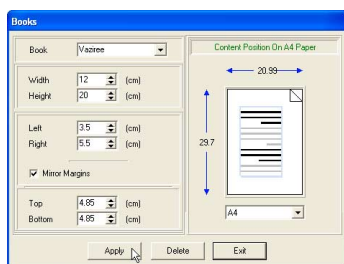 Books
Book Vaziree
Width 12 (cm)
Height 20 (cm)
Left 3.5 (cm)
Right 5.5 (cm)
Mirror Margins
Top 4.85 (cm)
Bottom 4.85 (cm)
Content Position On A4 Paper
20.99
29.7
A4
Apply Delete Exit